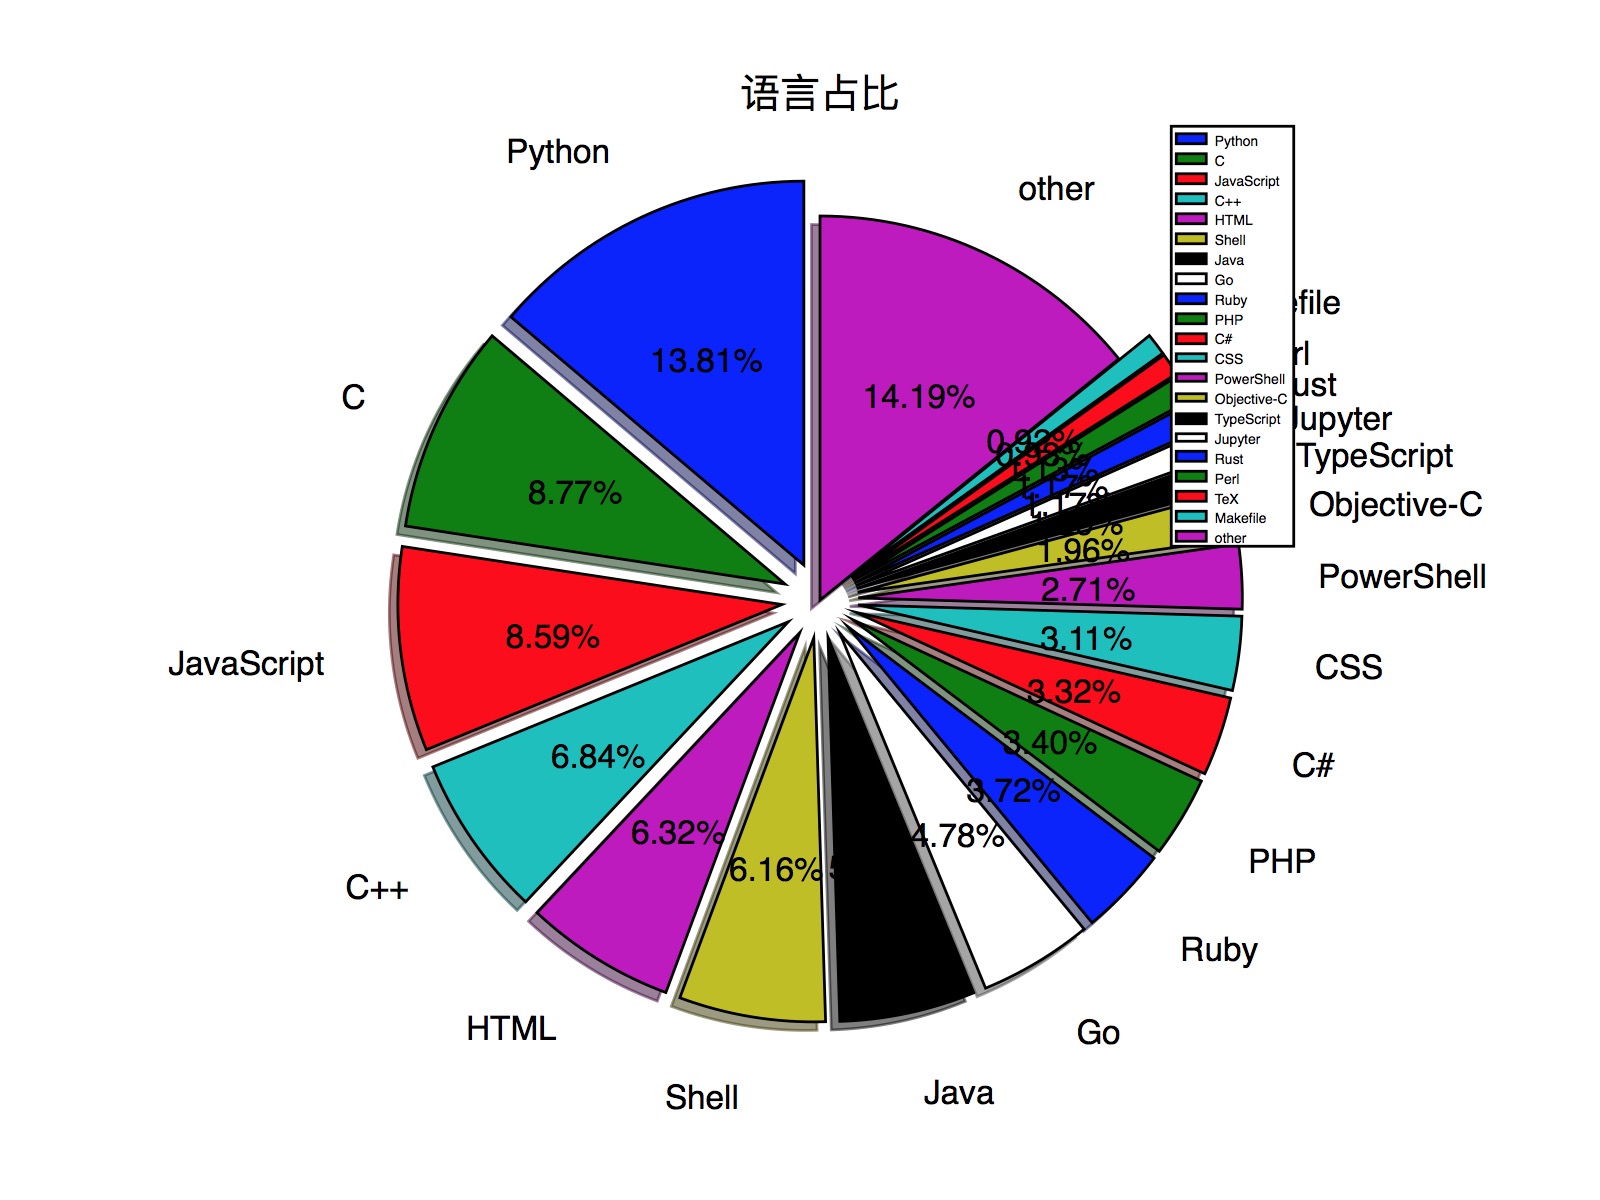 语言占比
Python
other
C
JavaScript
C++
HTML
Shell
Java
Go
Ruby
PHP
C#
CSS
PowerShell
Objective-C
TypeScript
Jupyter
13.81%
8.77%
8.59%
6.84%
6.32%
6.16%
4.78%
3.72%
3.40%
3.32%
3.11%
2.71%
1.96%
14.19%
Python
C
JavaScript
C++
HTML
Shell
Java
Go
Ruby
PHP
C#
CSS
PowerShell
Objective-C
TypeScript
Jupyter
Rust
Perl
TeX
Makefile
other